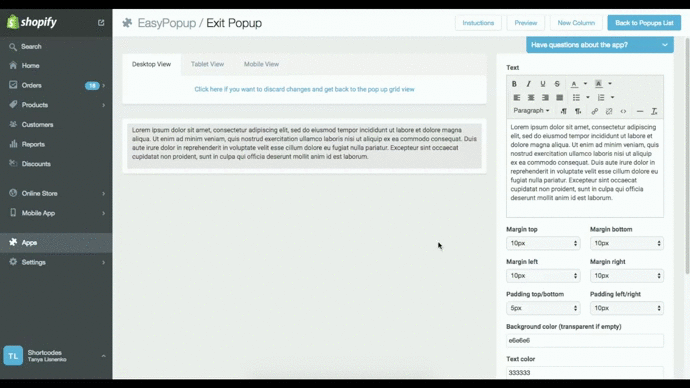 shopify
EasyPopup / Exit Popup
Instuctions
Preview
New Column
Back to Popups List
Search
Home
Orders
18
Products
Customers
Reports
Discounts
Online Store
Mobile App
Apps
Settings
TL
Shortcodes
Tanya Lisnenko
Desktop View
Tablet View
Mobile View
Click here if you want to discard changes and get back to the pop up grid view
Lorem ipsum dolor sit amet, consectetur adipiscing elit, sed do eiusmod tempor incididunt ut labore et dolore magna
aliqua. Ut enim ad minim veniam, quis nostrud exercitation ullamco laboris nisi ut aliquip ex ea commodo consequat. Duis
aute irure dolor in reprehenderit in voluptate velit esse cillum dolore eu fugiat nulla pariatur. Excepteur sint occaecat
cupidatat non proident, sunt in culpa qui officia deserunt mollit anim id est laborum.
Have questions about the app?
Text
B I U S A A
Paragraph
Lorem ipsum dolor sit amet, consectetur adipiscing
elit, sed do eiusmod tempor incididunt ut labore et
dolore magna aliqua. Ut enim ad minim veniam, quis
nostrud exercitation ullamco laboris nisi ut aliquip
ex ea commodo consequat. Duis aute irure dolor in
reprehenderit in voluptate velit esse cillum dolore eu
fugiat nulla pariatur. Excepteur sint occaecat
cupidatat non proident, sunt in culpa qui officia
deserunt mollit anim id est laborum.
Margin top
Margin bottom
10px
10px
Margin left
Margin right
10px
10px
Padding top/bottom
Padding left/right
5px
10px
Background color (transparent if empty)
e6e6e6
Text color
333333